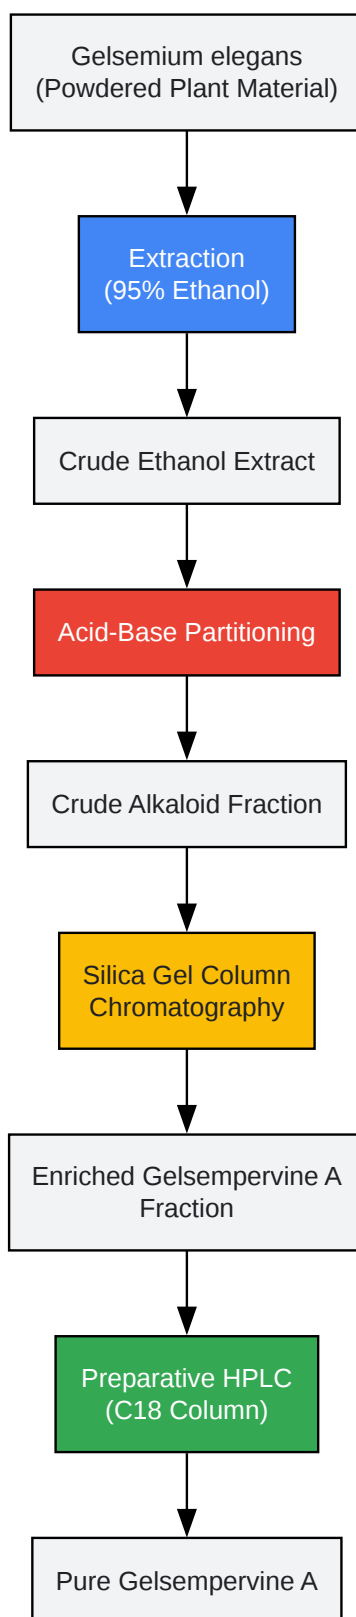 Gelsemium elegans
(Powdered Plant Material)
Extraction
(95% Ethanol)
Crude Ethanol Extract
Acid-Base Partitioning
Crude Alkaloid Fraction
Silica Gel Column
Chromatography
Enriched Gelsempervine A
Fraction
Preparative HPLC
(C18 Column)
Pure Gelsempervine A